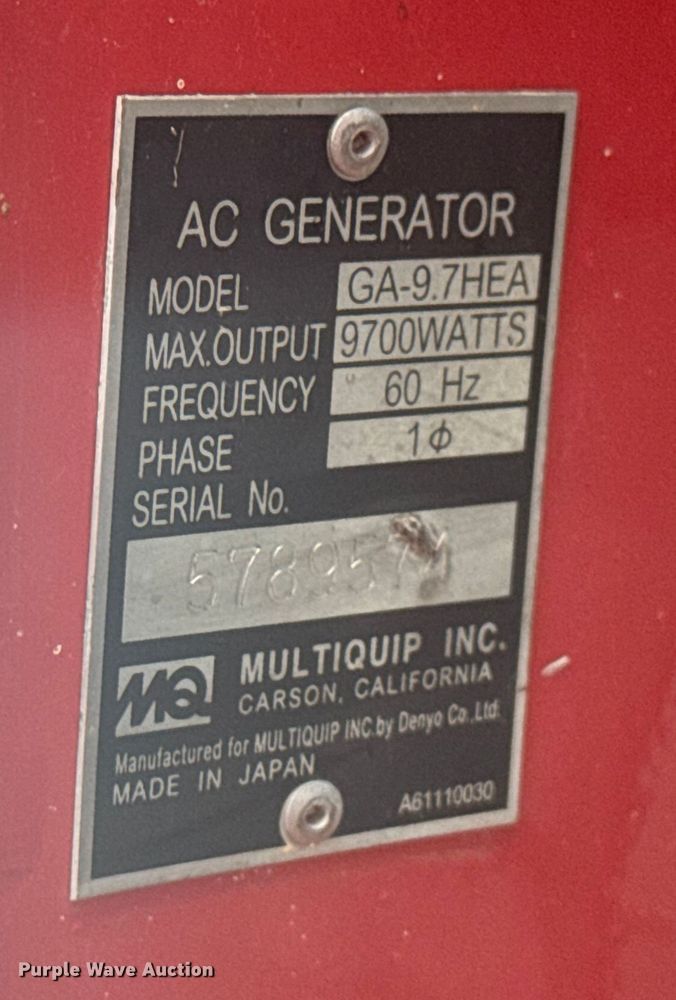 AC GENERATOR
MODEL GA-9.7HEA
MAX.OUTPUT 9700WATTS
FREQUENCY 60 Hz
PHASE 1Φ
SERIAL No.
MQ MULTIQUIP INC.
CARSON, CALIFORNIA
Manufactured for MULTIQUIP INC.by Denyo Co.,Ltd.
MADE IN JAPAN
A61110030
Purple Wave Auction